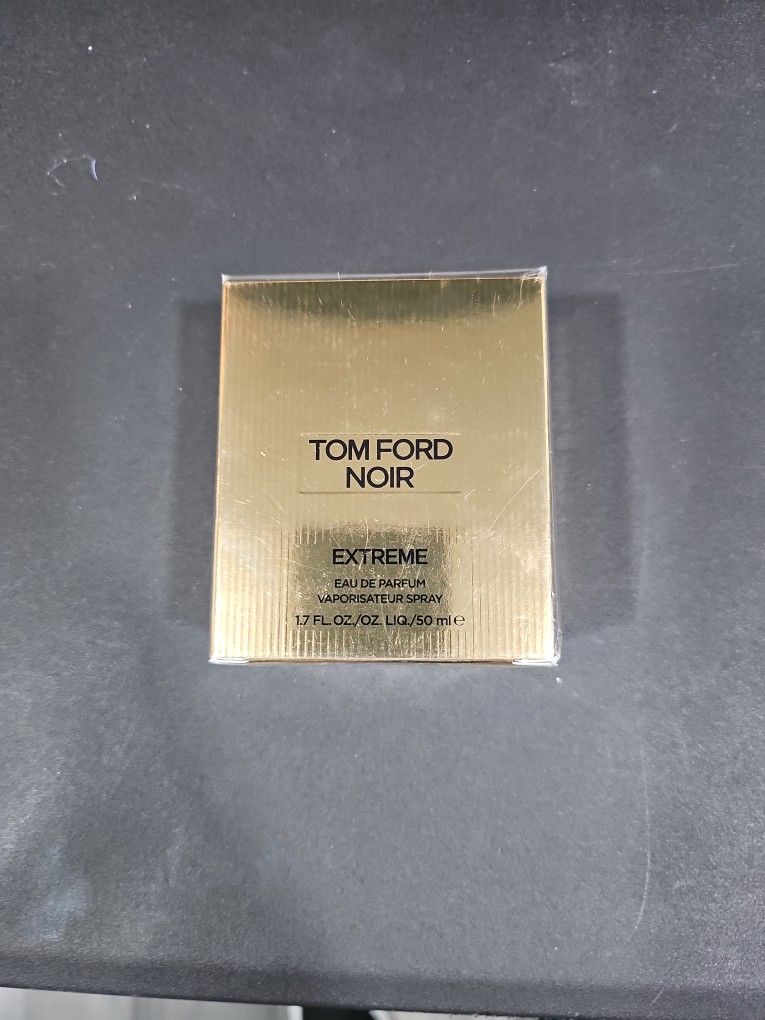 TOM FORD
NOIR
EXTREME
EAU DE PARFUM
VAPORISATEUR SPRAY
1.7 FL. OZ./OZ. LIQ./50 ml ℮